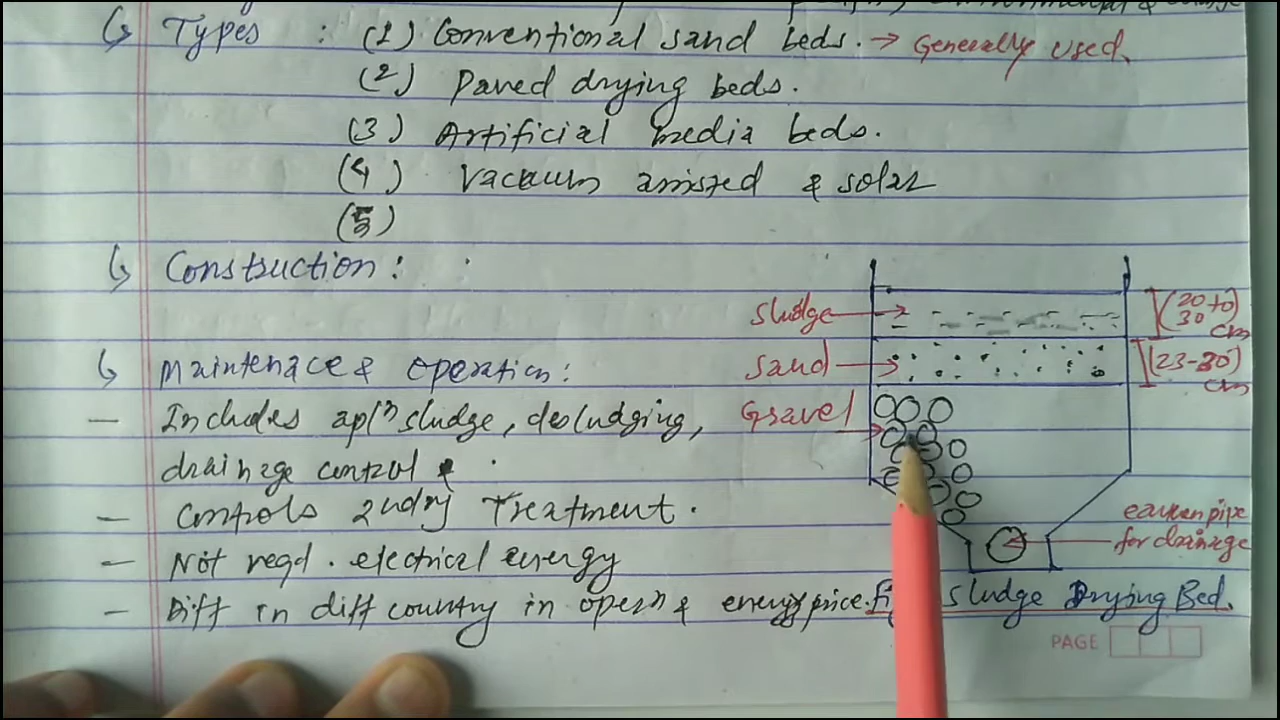 ↳ Types : (1) Conventional sand beds. → Generally used.
(2) Paved drying beds.
(3) Artificial media beds.
(4) Vacuum assisted & solar
(5)
↳ Construction :
sludge
(20 to 30 cm
↳ Maintenace & Operation :
sand
(23-30) cm
– Includes apl^n sludge, desludging,
Gravel
drainage control &
– Controls 2ndry Treatment.
earthen pipe
for drainage
– Not reqd. electrical energy
– Diff in diff country in oper^n & energy price.
sludge Drying Bed.
PAGE